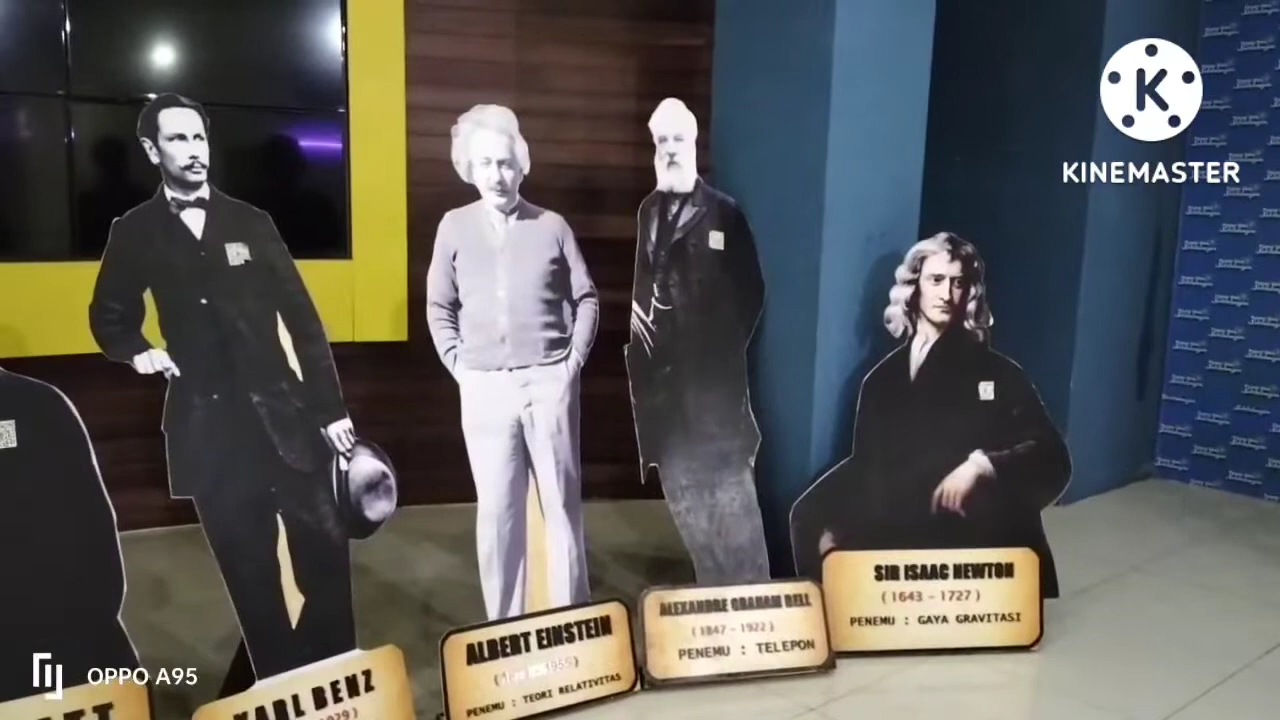 K
KINEMASTER
KARL BENZ
ALBERT EINSTEIN
PENEMU : TEORI RELATIVITAS
ALEXANDRE GRAHAM BELL
(1847 - 1922)
PENEMU : TELEPON
SIR ISAAC NEWTON
(1643 - 1727)
PENEMU : GAYA GRAVITASI
OPPO A95